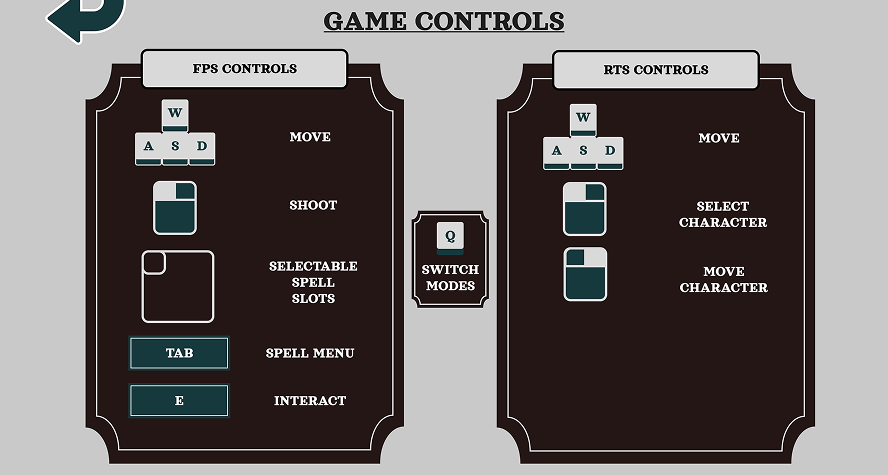 GAME CONTROLS
FPS CONTROLS
W
A S D
MOVE
SHOOT
SELECTABLE
SPELL
SLOTS
TAB
SPELL MENU
E
INTERACT
Q
SWITCH
MODES
RTS CONTROLS
W
A S D
MOVE
SELECT
CHARACTER
MOVE
CHARACTER